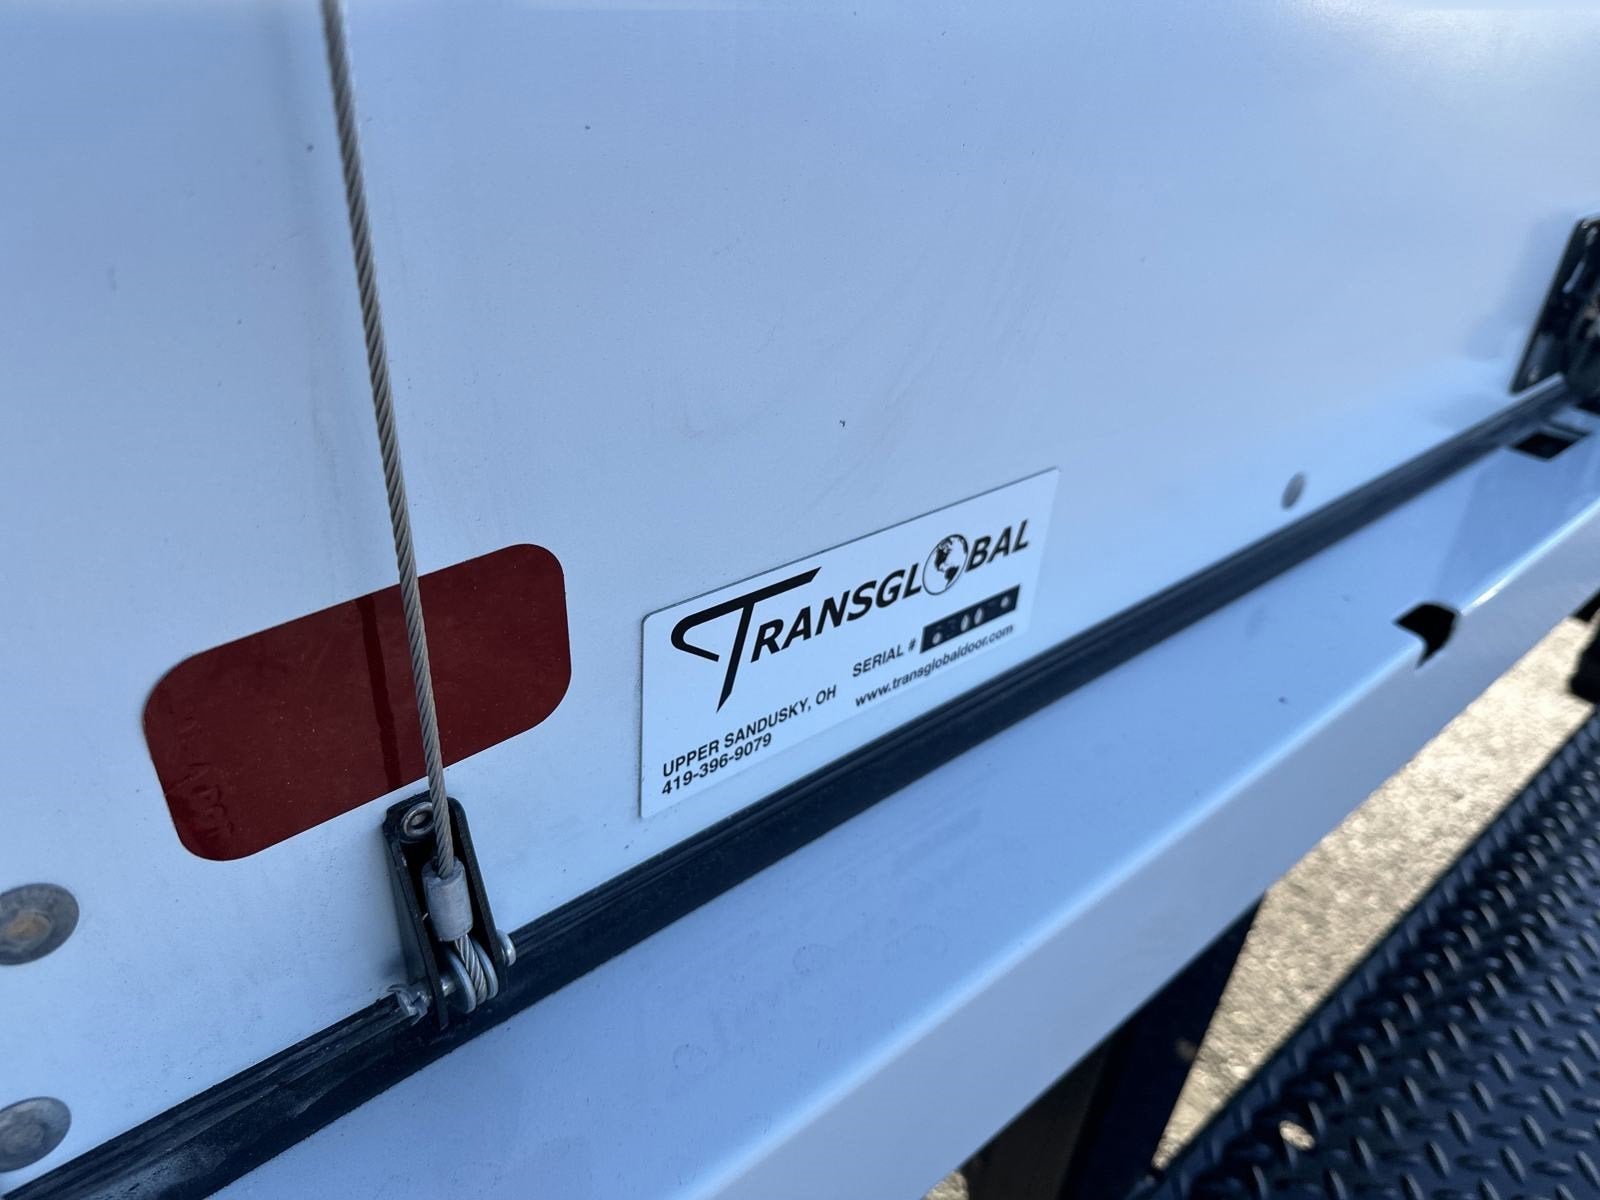 TRANSGLOBAL
SERIAL #
www.transglobaldoor.com
UPPER SANDUSKY, OH
419-396-9079